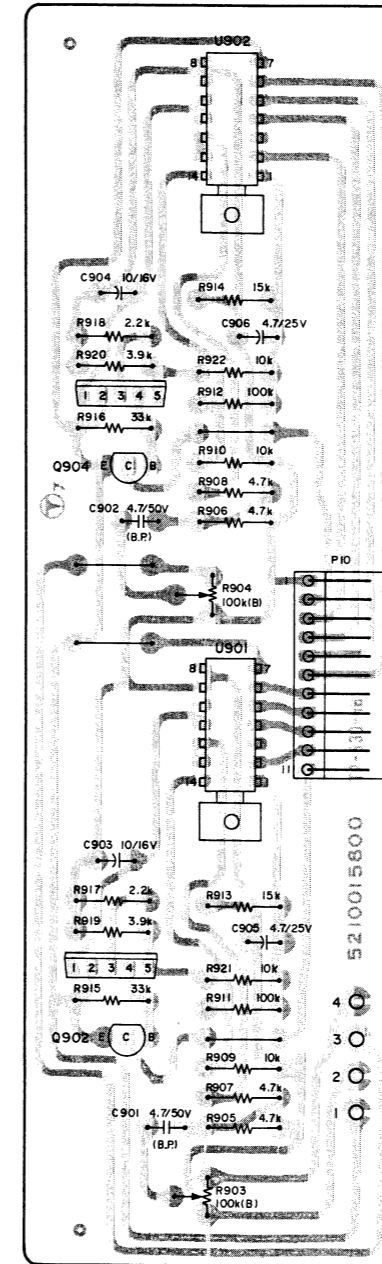 U902
8 7
14
C904 10/16V
R914 15k
R918 2.2k
C906 4.7/25V
R920 3.9k
R922 10k
1 2 3 4 5
R912 100k
R916 33k
Q904 E C B
R910 10k
R908 4.7k
C902 4.7/50V
(B.P.)
R906 4.7k
Y 7
P10
R904
100k(B)
U901
8 7
14
11
C903 10/16V
R917 2.2k
R913 15k
R919 3.9k
C905 4.7/25V
1 2 3 4 5
R921 10k
R915 33k
R911 100k
Q902 E C B
R909 10k
R907 4.7k
C901 4.7/50V
(B.P.)
R905 4.7k
R903
100k(B)
5210015800
4
3
2
1